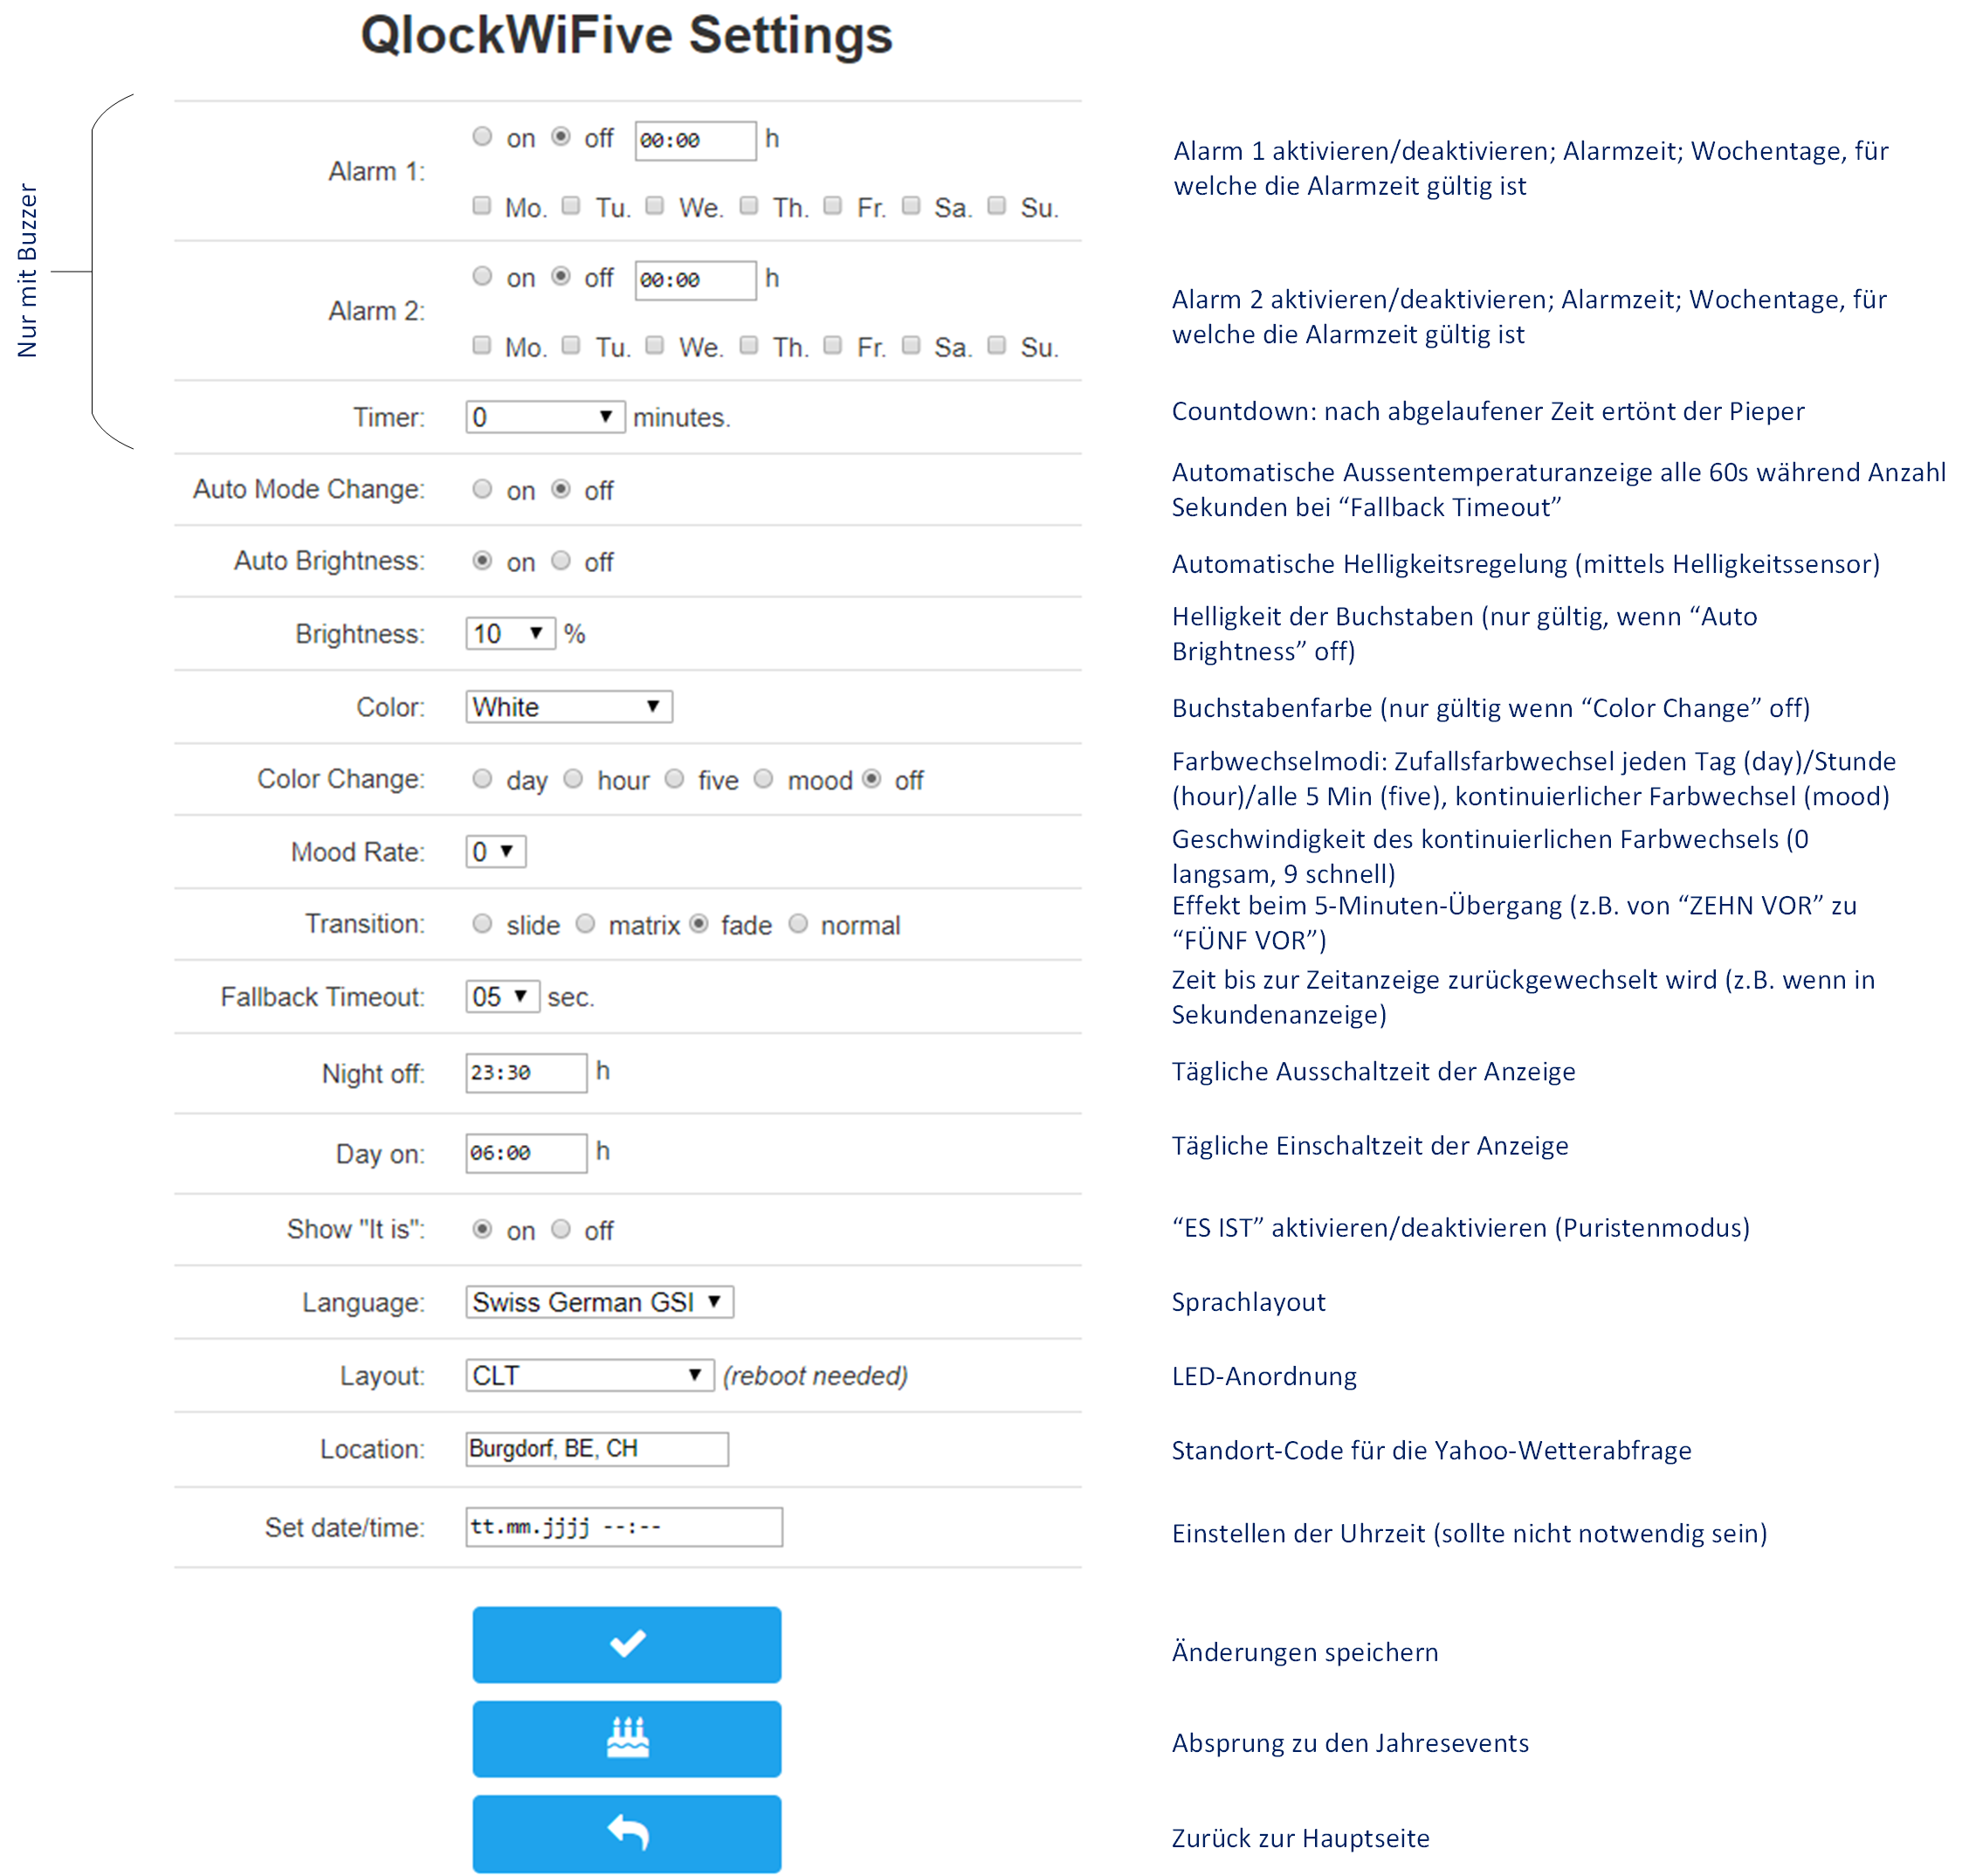 QlockWiFive Settings
Nur mit Buzzer
Alarm 1:
on off 00:00 h
Mo. Tu. We. Th. Fr. Sa. Su.
Alarm 1 aktivieren/deaktivieren; Alarmzeit; Wochentage, für
welche die Alarmzeit gültig ist
Alarm 2:
on off 00:00 h
Mo. Tu. We. Th. Fr. Sa. Su.
Alarm 2 aktivieren/deaktivieren; Alarmzeit; Wochentage, für
welche die Alarmzeit gültig ist
Timer: 0 minutes.
Countdown: nach abgelaufener Zeit ertönt der Pieper
Auto Mode Change: on off
Automatische Aussentemperaturanzeige alle 60s während Anzahl
Sekunden bei “Fallback Timeout”
Auto Brightness: on off
Automatische Helligkeitsregelung (mittels Helligkeitssensor)
Brightness: 10 %
Helligkeit der Buchstaben (nur gültig, wenn “Auto
Brightness” off)
Color: White
Buchstabenfarbe (nur gültig wenn “Color Change” off)
Color Change: day hour five mood off
Farbwechselmodi: Zufallsfarbwechsel jeden Tag (day)/Stunde
(hour)/alle 5 Min (five), kontinuierlicher Farbwechsel (mood)
Mood Rate: 0
Geschwindigkeit des kontinuierlichen Farbwechsels (0
langsam, 9 schnell)
Transition: slide matrix fade normal
Effekt beim 5-Minuten-Übergang (z.B. von “ZEHN VOR” zu
“FÜNF VOR”)
Fallback Timeout: 05 sec.
Zeit bis zur Zeitanzeige zurückgewechselt wird (z.B. wenn in
Sekundenanzeige)
Night off: 23:30 h
Tägliche Ausschaltzeit der Anzeige
Day on: 06:00 h
Tägliche Einschaltzeit der Anzeige
Show "It is": on off
“ES IST” aktivieren/deaktivieren (Puristenmodus)
Language: Swiss German GSI
Sprachlayout
Layout: CLT (reboot needed)
LED-Anordnung
Location: Burgdorf, BE, CH
Standort-Code für die Yahoo-Wetterabfrage
Set date/time: tt.mm.jjjj --:--
Einstellen der Uhrzeit (sollte nicht notwendig sein)
Änderungen speichern
Absprung zu den Jahresevents
Zurück zur Hauptseite